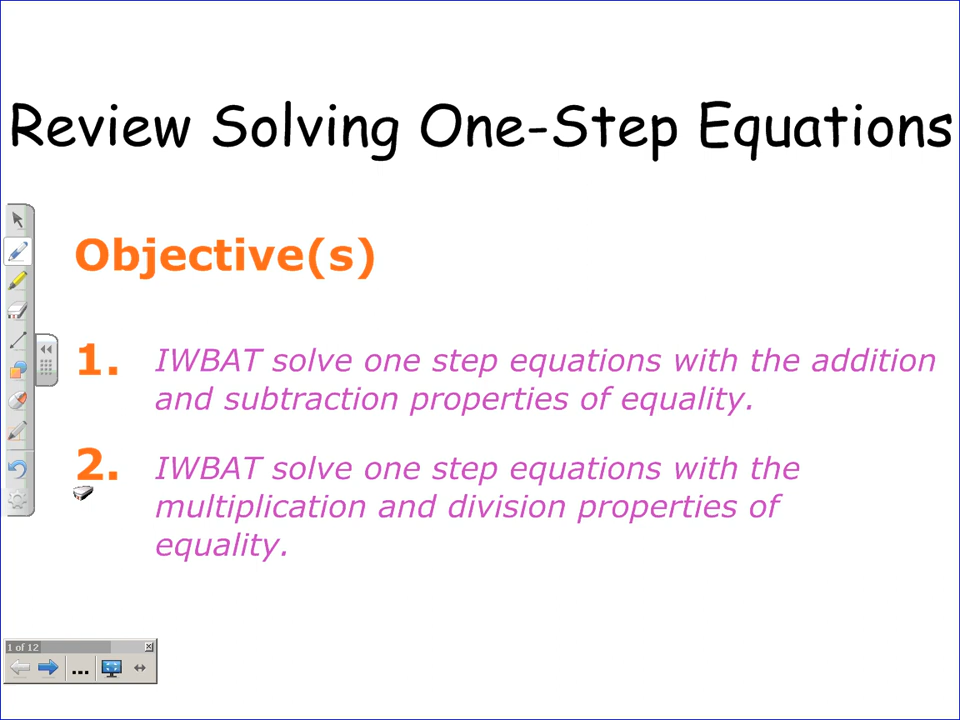 Review Solving One-Step Equations
Objective(s)
1. IWBAT solve one step equations with the addition
and subtraction properties of equality.
2. IWBAT solve one step equations with the
multiplication and division properties of
equality.
1 of 12
...